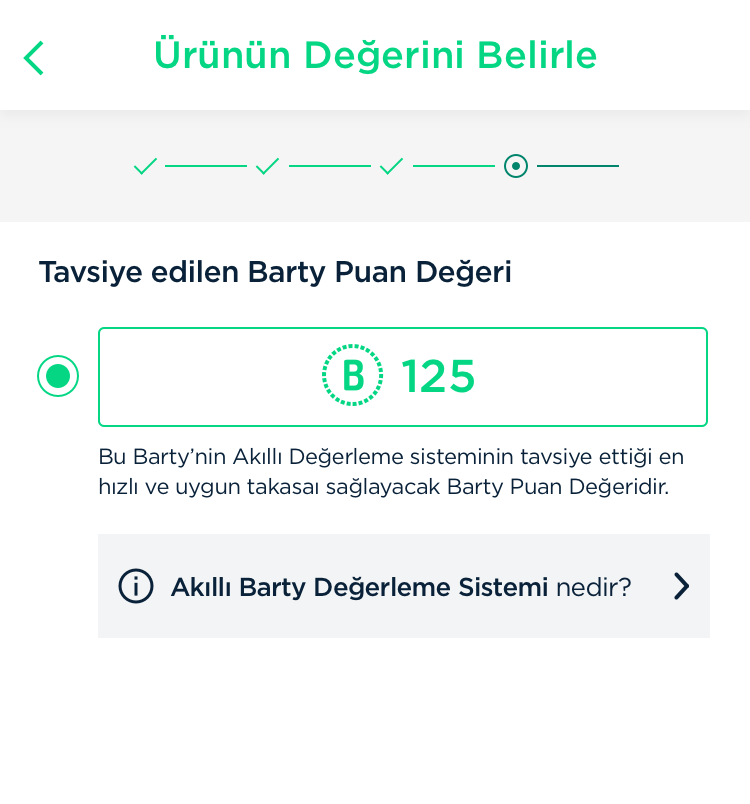 Ürünün Değerini Belirle
Tavsiye edilen Barty Puan Değeri
B 125
Bu Barty’nin Akıllı Değerleme sisteminin tavsiye ettiği en
hızlı ve uygun takasaı sağlayacak Barty Puan Değeridir.
Akıllı Barty Değerleme Sistemi nedir?